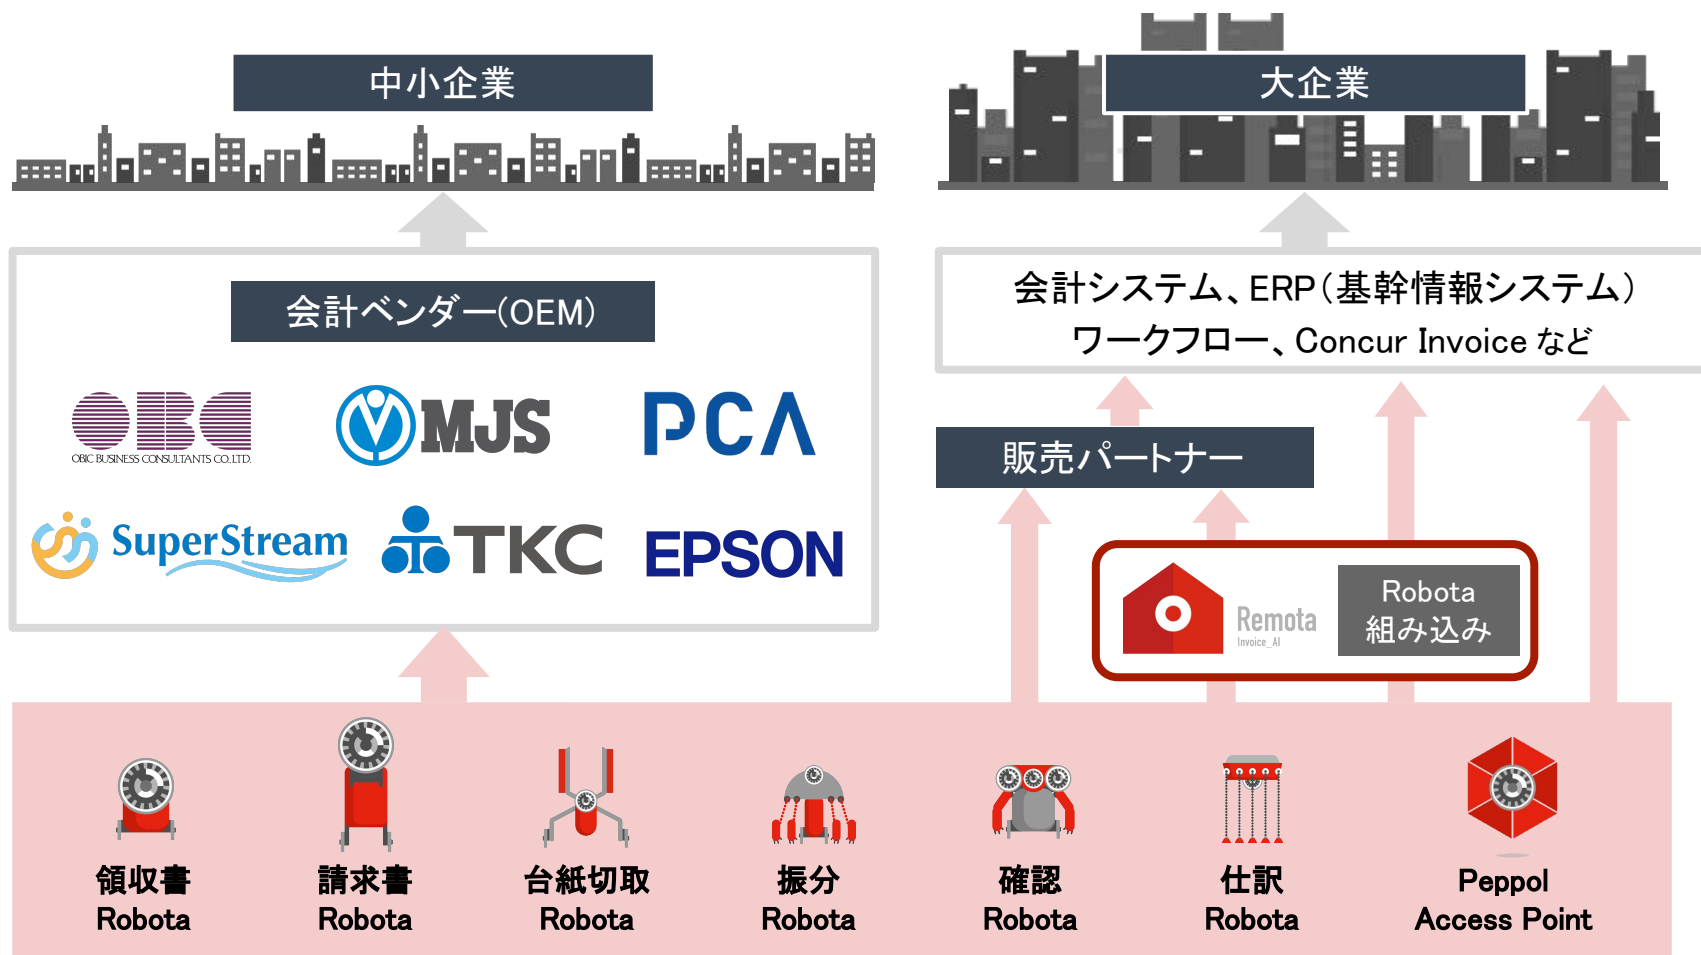 中小企業
大企業
会計ベンダー(OEM)
OBC
OBIC BUSINESS CONSULTANTS CO.,LTD.
MJS
PCA
SuperStream
TKC
EPSON
会計システム、ERP（基幹情報システム）
ワークフロー、Concur Invoice など
販売パートナー
Remota
Invoice_AI
Robota
組み込み
領収書
Robota
請求書
Robota
台紙切取
Robota
振分
Robota
確認
Robota
仕訳
Robota
Peppol
Access Point